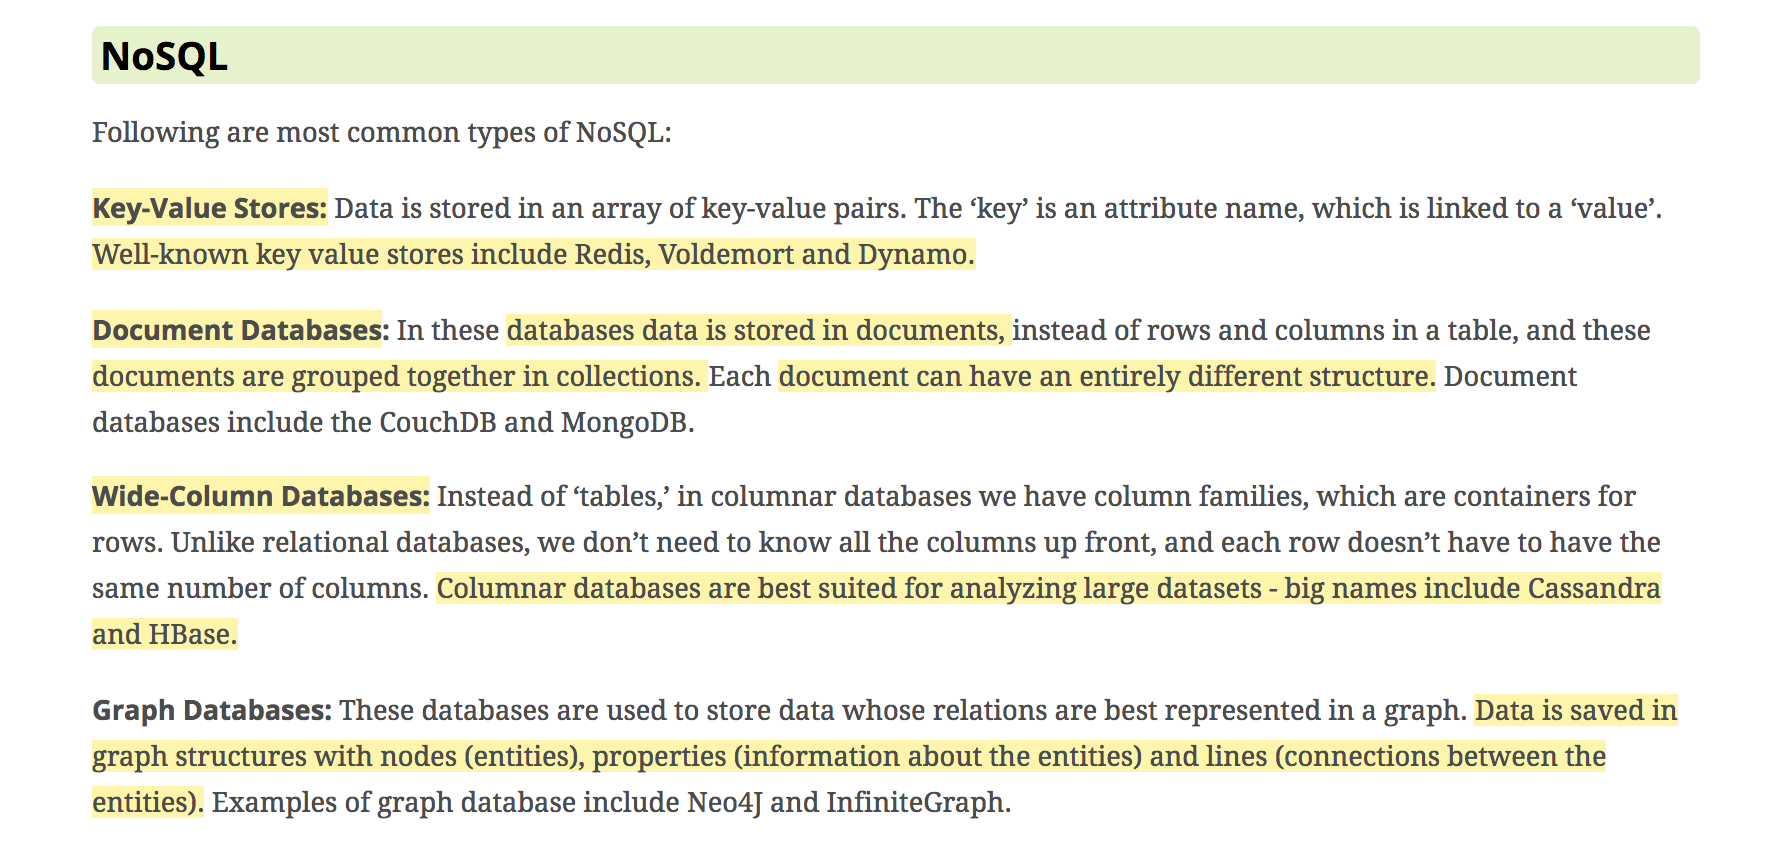 NoSQL
Following are most common types of NoSQL:
Key-Value Stores: Data is stored in an array of key-value pairs. The ‘key’ is an attribute name, which is linked to a ‘value’.
Well-known key value stores include Redis, Voldemort and Dynamo.
Document Databases: In these databases data is stored in documents, instead of rows and columns in a table, and these
documents are grouped together in collections. Each document can have an entirely different structure. Document
databases include the CouchDB and MongoDB.
Wide-Column Databases: Instead of ‘tables,’ in columnar databases we have column families, which are containers for
rows. Unlike relational databases, we don’t need to know all the columns up front, and each row doesn’t have to have the
same number of columns. Columnar databases are best suited for analyzing large datasets - big names include Cassandra
and HBase.
Graph Databases: These databases are used to store data whose relations are best represented in a graph. Data is saved in
graph structures with nodes (entities), properties (information about the entities) and lines (connections between the
entities). Examples of graph database include Neo4J and InfiniteGraph.